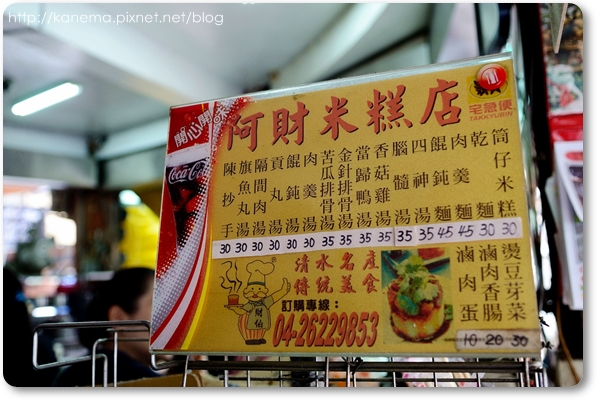 http://kanema.pixnet.net/blog
開心開
阿財米糕店
宅急便
TAKKYUBIN
Coca-Cola
筒仔米糕
乾麵
肉羹麵
餛飩麵
四神湯
腦髓湯
香菇雞湯
當歸鴨湯
金針排骨湯
苦瓜排骨湯
肉羹湯
餛飩湯
貢丸湯
隔間肉湯
旗魚丸湯
陳抄手
30 30 30 30 30 30 35 35 35 35 35 35 45 45 30 30
清水名產
傳統美食
訂購專線：
04-26229853
財伯
燙豆芽菜
滷肉香腸
滷肉蛋
10 20 30